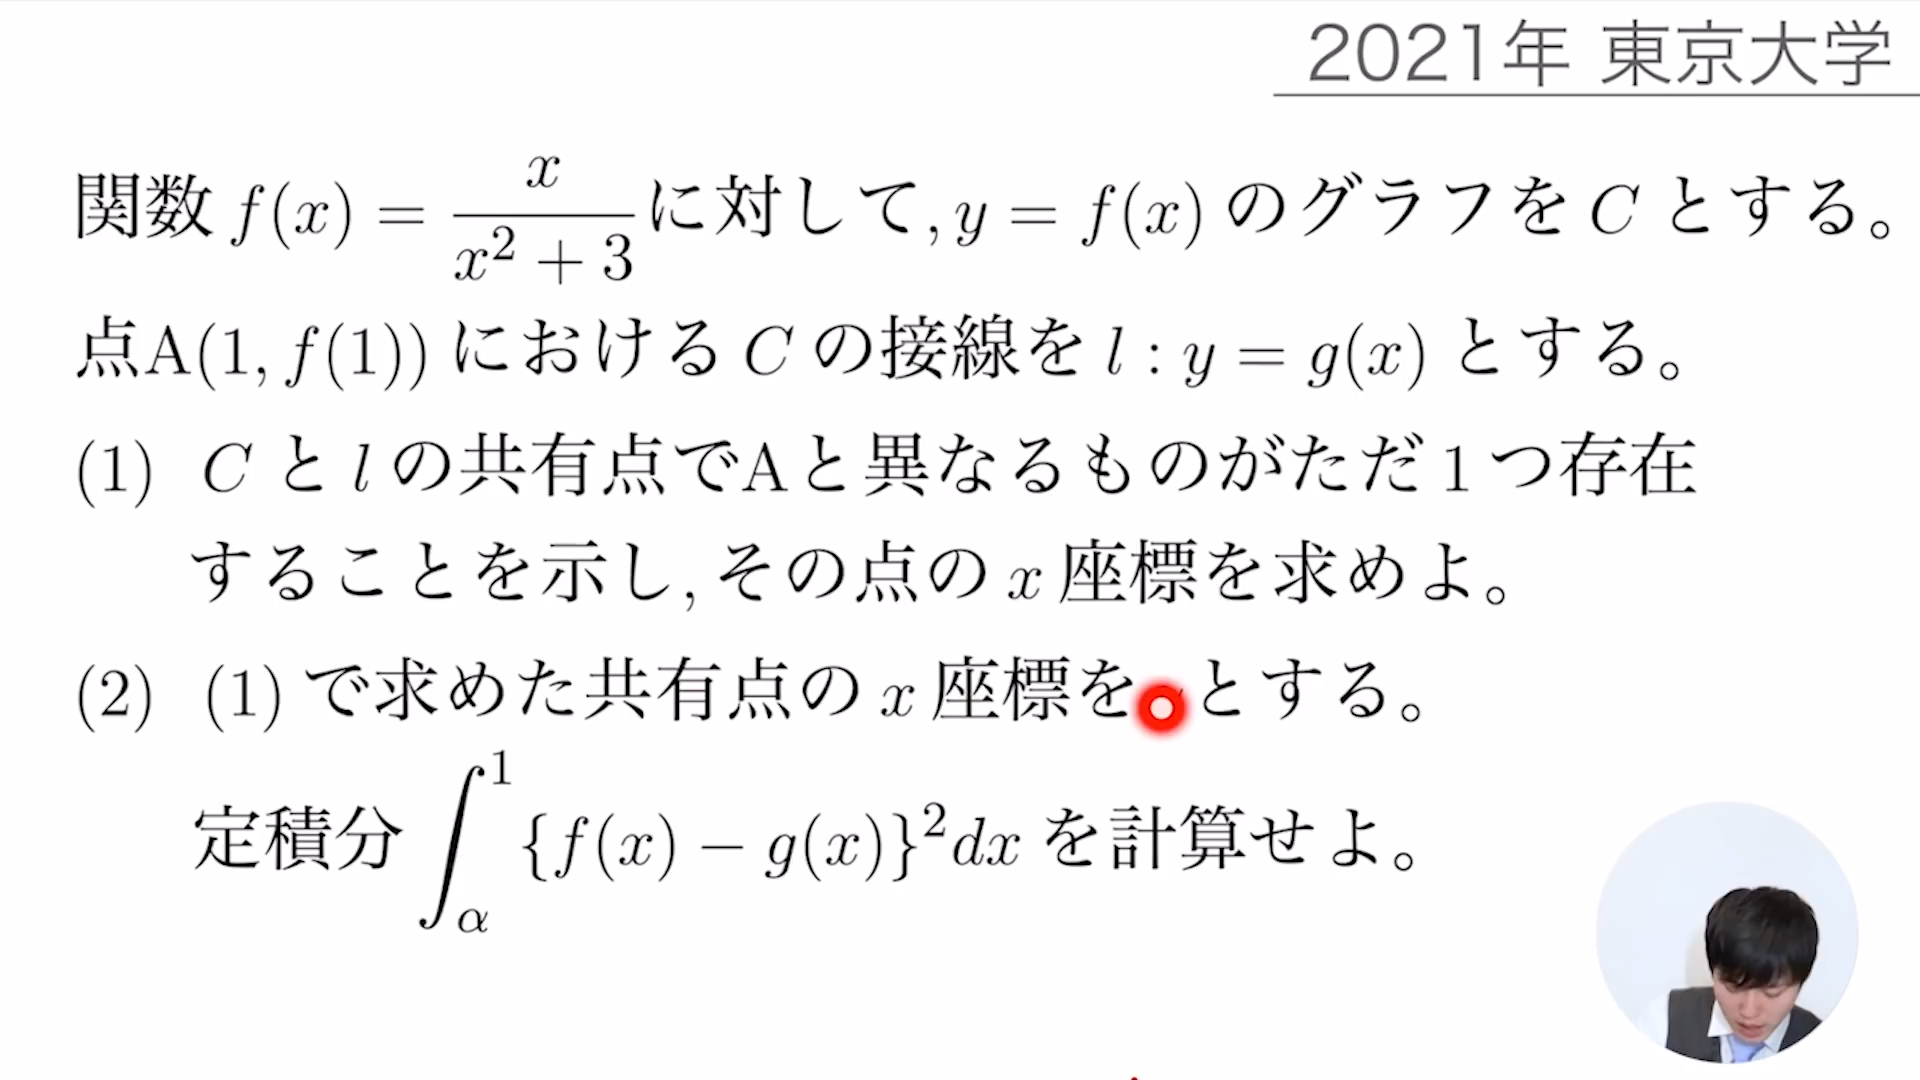 2021年 東京大学
関数 f(x) = x/(x²+3) に対して, y = f(x) のグラフを C とする。
点A(1, f(1)) における C の接線を l : y = g(x) とする。
(1) C と l の共有点でAと異なるものがただ 1 つ存在
することを示し, その点の x 座標を求めよ。
(2) (1) で求めた共有点の x 座標を とする。
定積分 ∫_α^1 {f(x) − g(x)}² dx を計算せよ。